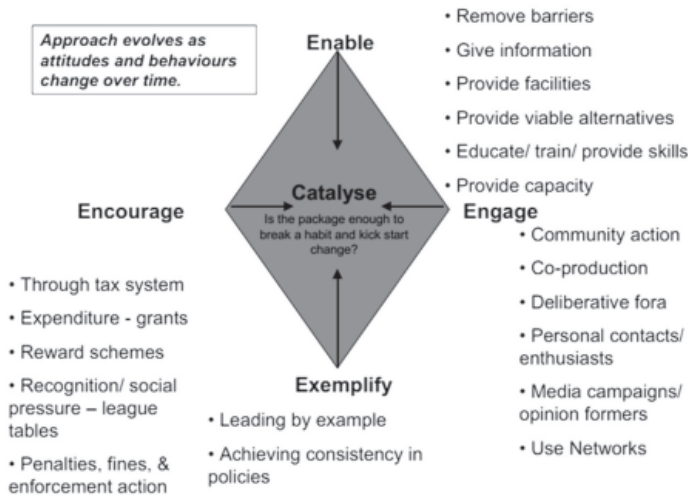 Approach evolves as
attitudes and behaviours
change over time.
Enable
• Remove barriers
• Give information
• Provide facilities
• Provide viable alternatives
• Educate/ train/ provide skills
• Provide capacity
Catalyse
Is the package enough to
break a habit and kick start
change?
Encourage
• Through tax system
• Expenditure - grants
• Reward schemes
• Recognition/ social
pressure – league
tables
• Penalties, fines, &
enforcement action
Engage
• Community action
• Co-production
• Deliberative fora
• Personal contacts/
enthusiasts
• Media campaigns/
opinion formers
• Use Networks
Exemplify
• Leading by example
• Achieving consistency in
policies